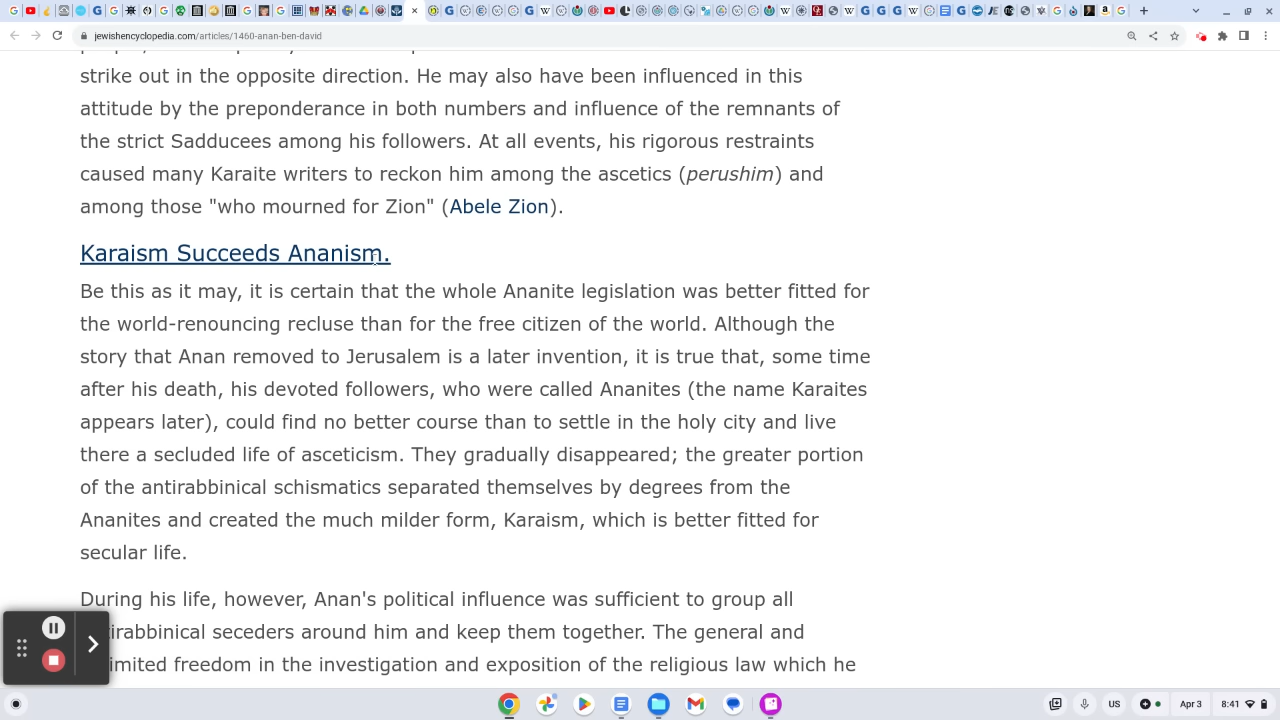 jewishencyclopedia.com/articles/1460-anan-ben-david
strike out in the opposite direction. He may also have been influenced in this
attitude by the preponderance in both numbers and influence of the remnants of
the strict Sadducees among his followers. At all events, his rigorous restraints
caused many Karaite writers to reckon him among the ascetics (perushim) and
among those "who mourned for Zion" (Abele Zion).
Karaism Succeeds Ananism.
Be this as it may, it is certain that the whole Ananite legislation was better fitted for
the world-renouncing recluse than for the free citizen of the world. Although the
story that Anan removed to Jerusalem is a later invention, it is true that, some time
after his death, his devoted followers, who were called Ananites (the name Karaites
appears later), could find no better course than to settle in the holy city and live
there a secluded life of asceticism. They gradually disappeared; the greater portion
of the antirabbinical schismatics separated themselves by degrees from the
Ananites and created the much milder form, Karaism, which is better fitted for
secular life.
During his life, however, Anan's political influence was sufficient to group all
tirabbinical seceders around him and keep them together. The general and
imited freedom in the investigation and exposition of the religious law which he
US
Apr 3
8:41